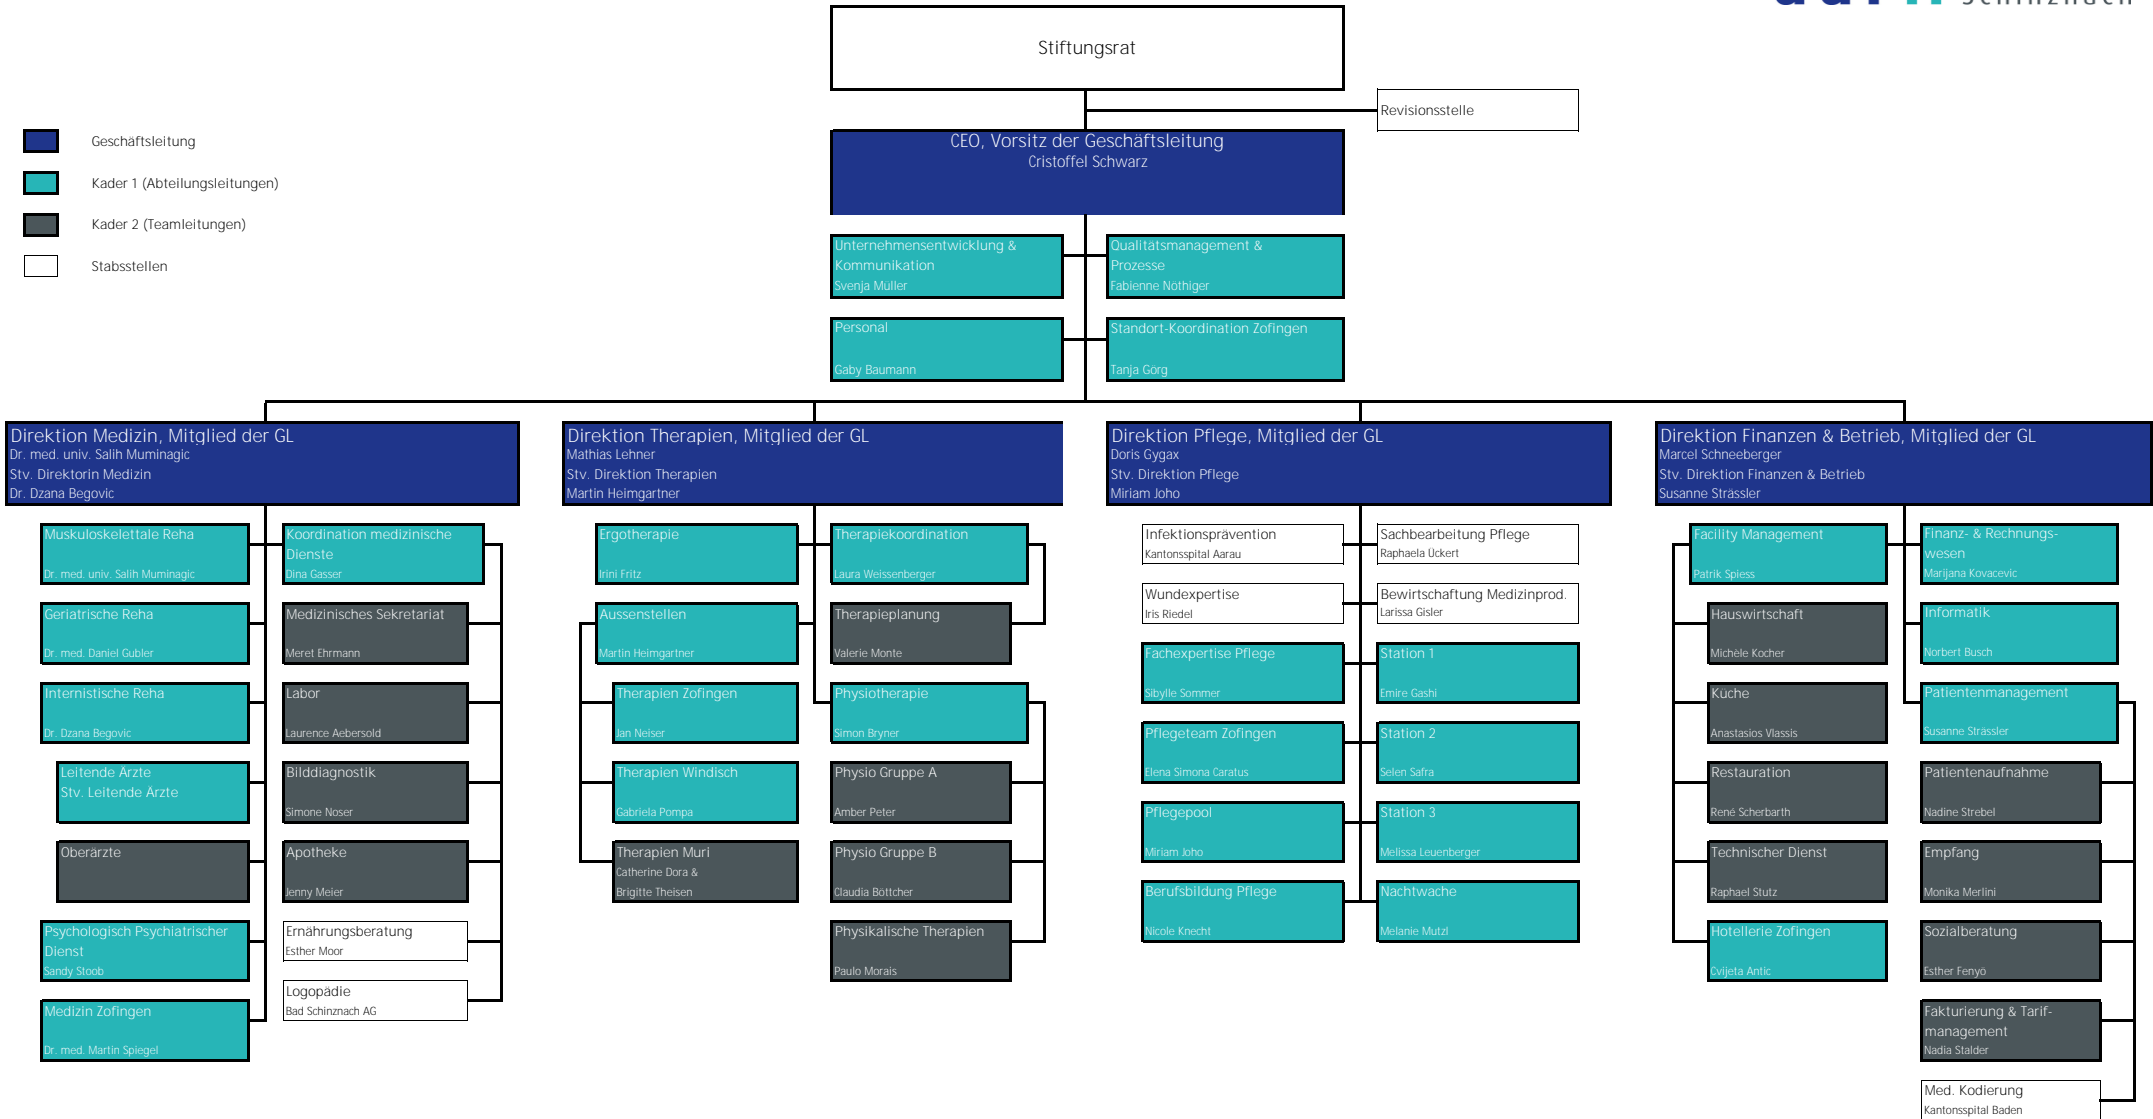 Schinznach
Stiftungsrat
Revisionsstelle
Geschäftsleitung
Kader 1 (Abteilungsleitungen)
Kader 2 (Teamleitungen)
Stabsstellen
CEO, Vorsitz der Geschäftsleitung
Cristoffel Schwarz
Unternehmensentwicklung &
Kommunikation
Svenja Müller
Qualitätsmanagement &
Prozesse
Fabienne Nöthiger
Personal
Gaby Baumann
Standort-Koordination Zofingen
Tanja Görg
Direktion Medizin, Mitglied der GL
Dr. med. univ. Salih Muminagic
Stv. Direktorin Medizin
Dr. Dzana Begovic
Muskuloskelettale Reha
Dr. med. univ. Salih Muminagic
Geriatrische Reha
Dr. med. Daniel Gubler
Internistische Reha
Dr. Dzana Begovic
Leitende Ärzte
Stv. Leitende Ärzte
Oberärzte
Psychologisch Psychiatrischer
Dienst
Sandy Stoob
Medizin Zofingen
Dr. med. Martin Spiegel
Koordination medizinische
Dienste
Dina Gasser
Medizinisches Sekretariat
Meret Ehrmann
Labor
Laurence Aebersold
Bilddiagnostik
Simone Noser
Apotheke
Jenny Meier
Ernährungsberatung
Esther Moor
Logopädie
Bad Schinznach AG
Direktion Therapien, Mitglied der GL
Mathias Lehner
Stv. Direktion Therapien
Martin Heimgartner
Ergotherapie
Irini Fritz
Aussenstellen
Martin Heimgartner
Therapien Zofingen
Jan Neiser
Therapien Windisch
Gabriela Pompa
Therapien Muri
Catherine Dora &
Brigitte Theisen
Therapiekoordination
Laura Weissenberger
Therapieplanung
Valerie Monte
Physiotherapie
Simon Bryner
Physio Gruppe A
Amber Peter
Physio Gruppe B
Claudia Böttcher
Physikalische Therapien
Paulo Morais
Direktion Pflege, Mitglied der GL
Doris Gygax
Stv. Direktion Pflege
Miriam Joho
Infektionsprävention
Kantonsspital Aarau
Wundexpertise
Iris Riedel
Fachexpertise Pflege
Sibylle Sommer
Pflegeteam Zofingen
Elena Simona Caratus
Pflegepool
Miriam Joho
Berufsbildung Pflege
Nicole Knecht
Sachbearbeitung Pflege
Raphaela Ückert
Bewirtschaftung Medizinprod.
Larissa Gisler
Station 1
Emire Gashi
Station 2
Selen Safra
Station 3
Melissa Leuenberger
Nachtwache
Melanie Mutzl
Direktion Finanzen & Betrieb, Mitglied der GL
Marcel Schneeberger
Stv. Direktion Finanzen & Betrieb
Susanne Strässler
Facility Management
Patrik Spiess
Hauswirtschaft
Michèle Kocher
Küche
Anastasios Vlassis
Restauration
René Scherbarth
Technischer Dienst
Raphael Stutz
Hotellerie Zofingen
Cvijeta Antic
Finanz- & Rechnungs-
wesen
Marijana Kovacevic
Informatik
Norbert Busch
Patientenmanagement
Susanne Strässler
Patientenaufnahme
Nadine Strebel
Empfang
Monika Merlini
Sozialberatung
Esther Fenyö
Fakturierung & Tarif-
management
Nadia Stalder
Med. Kodierung
Kantonsspital Baden